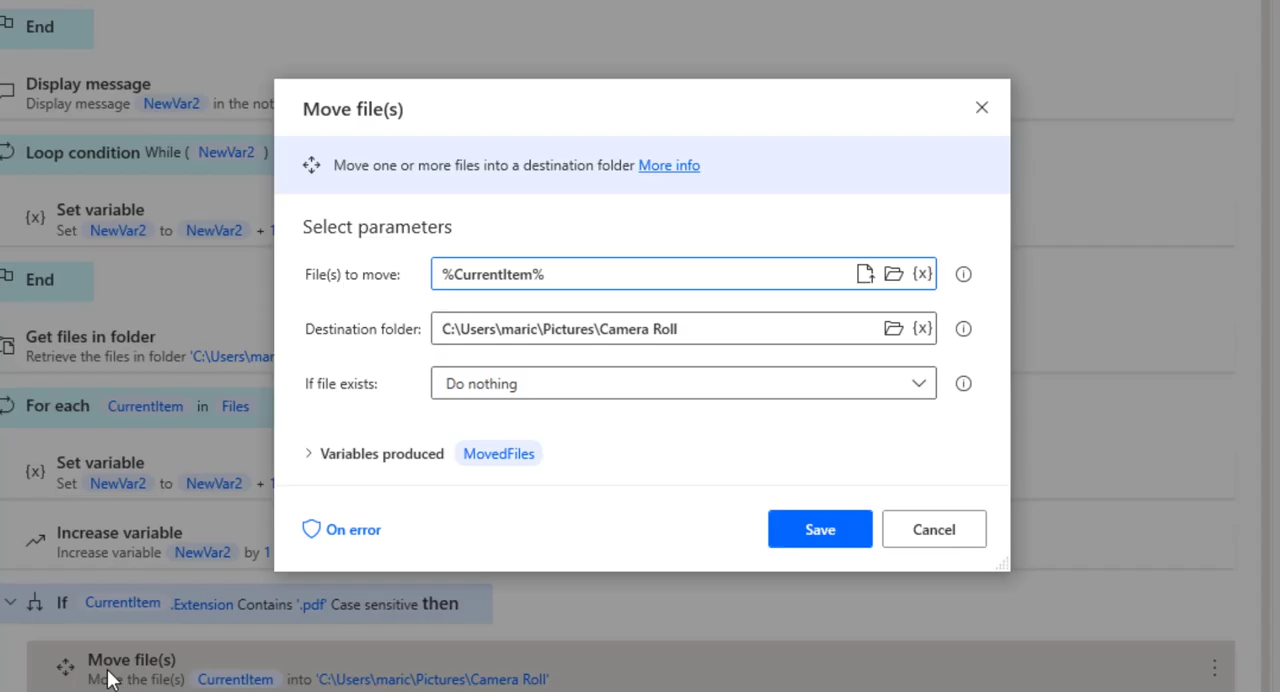 End
Display message
Display message NewVar2 in the not
Loop condition While ( NewVar2 )
{x} Set variable
Set NewVar2 to NewVar2 + 1
End
Get files in folder
Retrieve the files in folder 'C:\Users\mar
For each CurrentItem in Files
{x} Set variable
Set NewVar2 to NewVar2 + 1
Increase variable
Increase variable NewVar2 by 1
If CurrentItem .Extension Contains '.pdf' Case sensitive then
Move file(s)
Move the file(s) CurrentItem into 'C:\Users\maric\Pictures\Camera Roll'
Move file(s)
Move one or more files into a destination folder More info
Select parameters
File(s) to move: %CurrentItem% {x}
Destination folder: C:\Users\maric\Pictures\Camera Roll {x}
If file exists: Do nothing
Variables produced MovedFiles
On error Save Cancel